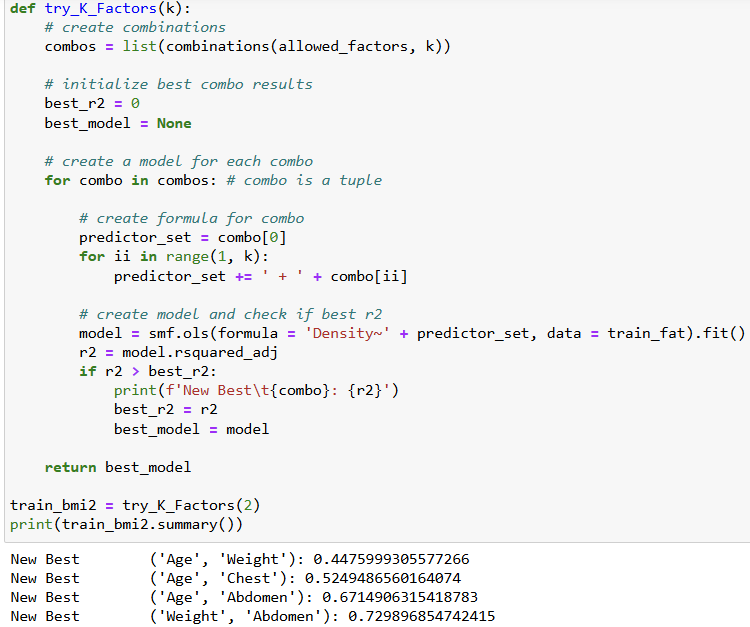 def try_K_Factors(k):
    # create combinations
    combos = list(combinations(allowed_factors, k))
    # initialize best combo results
    best_r2 = 0
    best_model = None
    # create a model for each combo
    for combo in combos: # combo is a tuple
        # create formula for combo
        predictor_set = combo[0]
        for ii in range(1, k):
            predictor_set += ' + ' + combo[ii]
        # create model and check if best r2
        model = smf.ols(formula = 'Density~' + predictor_set, data = train_fat).fit()
        r2 = model.rsquared_adj
        if r2 > best_r2:
            print(f'New Best\t{combo}: {r2}')
            best_r2 = r2
            best_model = model
    return best_model
train_bmi2 = try_K_Factors(2)
print(train_bmi2.summary())
New Best	('Age', 'Weight'): 0.4475999305577266
New Best	('Age', 'Chest'): 0.5249486560164074
New Best	('Age', 'Abdomen'): 0.6714906315418783
New Best	('Weight', 'Abdomen'): 0.729896854742415